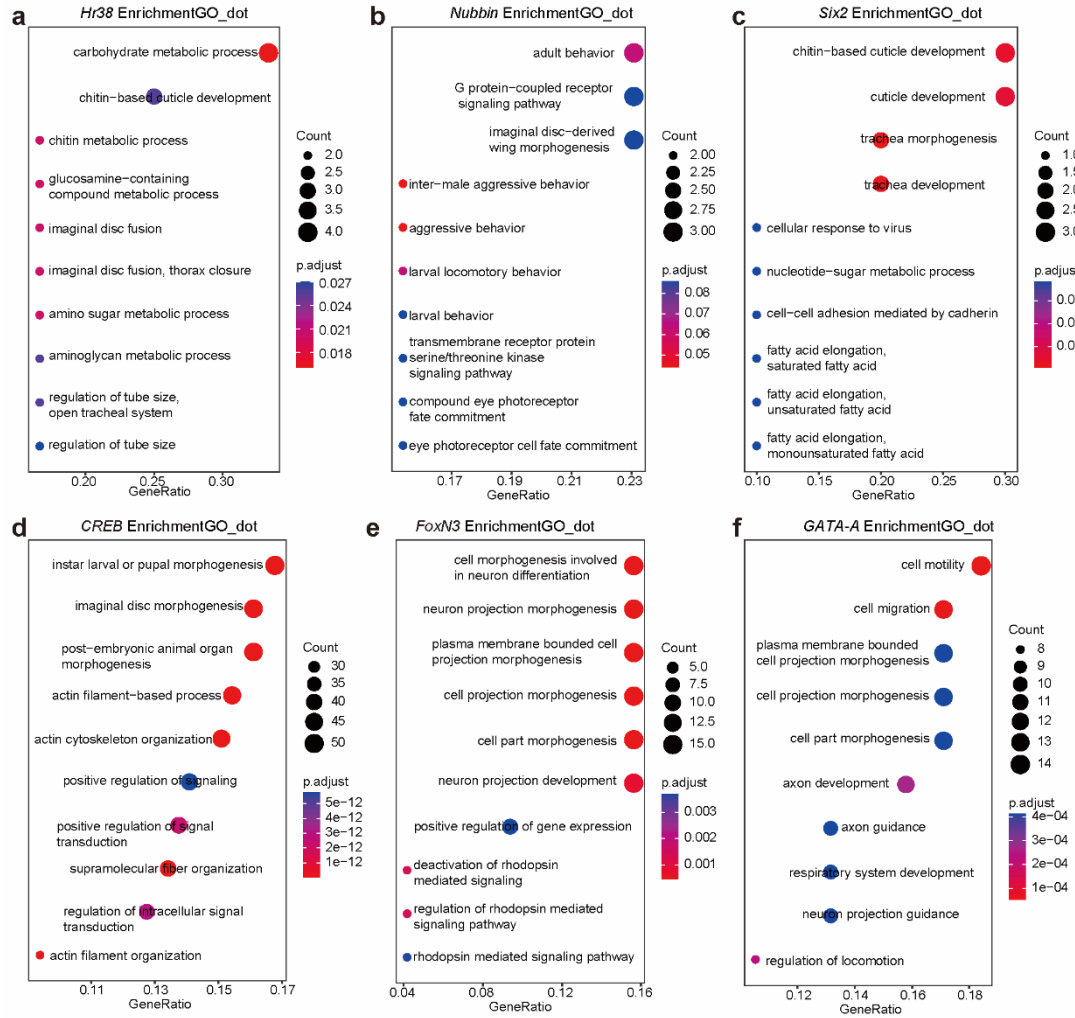 a
Hr38 EnrichmentGO_dot
carbohydrate metabolic process
chitin-based cuticle development
chitin metabolic process
glucosamine-containing
compound metabolic process
imaginal disc fusion
imaginal disc fusion, thorax closure
amino sugar metabolic process
aminoglycan metabolic process
regulation of tube size,
open tracheal system
regulation of tube size
0.20 0.25 0.30
GeneRatio
Count
2.0
2.5
3.0
3.5
4.0
p.adjust
0.027
0.024
0.021
0.018
b
Nubbin EnrichmentGO_dot
adult behavior
G protein-coupled receptor
signaling pathway
imaginal disc-derived
wing morphogenesis
inter-male aggressive behavior
aggressive behavior
larval locomotory behavior
larval behavior
transmembrane receptor protein
serine/threonine kinase
signaling pathway
compound eye photoreceptor
fate commitment
eye photoreceptor cell fate commitment
0.17 0.19 0.21 0.23
GeneRatio
Count
2.00
2.25
2.50
2.75
3.00
p.adjust
0.08
0.07
0.06
0.05
c
Six2 EnrichmentGO_dot
chitin-based cuticle development
cuticle development
trachea morphogenesis
trachea development
cellular response to virus
nucleotide-sugar metabolic process
cell-cell adhesion mediated by cadherin
fatty acid elongation,
saturated fatty acid
fatty acid elongation,
unsaturated fatty acid
fatty acid elongation,
monounsaturated fatty acid
0.10 0.15 0.20 0.25 0.30
GeneRatio
Count
1.0
1.5
2.0
2.5
3.0
p.adjust
0.0
0.0
0.0
d
CREB EnrichmentGO_dot
instar larval or pupal morphogenesis
imaginal disc morphogenesis
post-embryonic animal organ
morphogenesis
actin filament-based process
actin cytoskeleton organization
positive regulation of signaling
positive regulation of signal
transduction
supramolecular fiber organization
regulation of intracellular signal
transduction
actin filament organization
0.11 0.13 0.15 0.17
GeneRatio
Count
30
35
40
45
50
p.adjust
5e-12
4e-12
3e-12
2e-12
1e-12
e
FoxN3 EnrichmentGO_dot
cell morphogenesis involved
in neuron differentiation
neuron projection morphogenesis
plasma membrane bounded cell
projection morphogenesis
cell projection morphogenesis
cell part morphogenesis
neuron projection development
positive regulation of gene expression
deactivation of rhodopsin
mediated signaling
regulation of rhodopsin mediated
signaling pathway
rhodopsin mediated signaling pathway
0.04 0.08 0.12 0.16
GeneRatio
Count
5.0
7.5
10.0
12.5
15.0
p.adjust
0.003
0.002
0.001
f
GATA-A EnrichmentGO_dot
cell motility
cell migration
plasma membrane bounded
cell projection morphogenesis
cell projection morphogenesis
cell part morphogenesis
axon development
axon guidance
respiratory system development
neuron projection guidance
regulation of locomotion
0.12 0.14 0.16 0.18
GeneRatio
Count
8
9
10
11
12
13
14
p.adjust
4e-04
3e-04
2e-04
1e-04